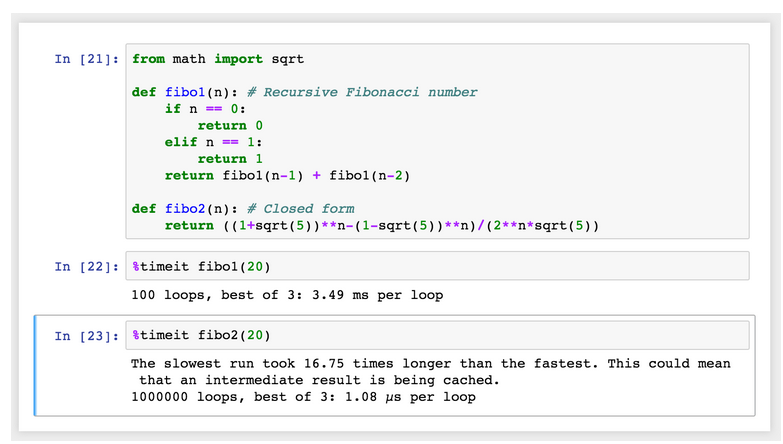 In [21]: from math import sqrt
def fibo1(n): # Recursive Fibonacci number
    if n == 0:
        return 0
    elif n == 1:
        return 1
    return fibo1(n-1) + fibo1(n-2)
def fibo2(n): # Closed form
    return ((1+sqrt(5))**n-(1-sqrt(5))**n)/(2**n*sqrt(5))
In [22]: %timeit fibo1(20)
100 loops, best of 3: 3.49 ms per loop
In [23]: %timeit fibo2(20)
The slowest run took 16.75 times longer than the fastest. This could mean
 that an intermediate result is being cached.
1000000 loops, best of 3: 1.08 µs per loop